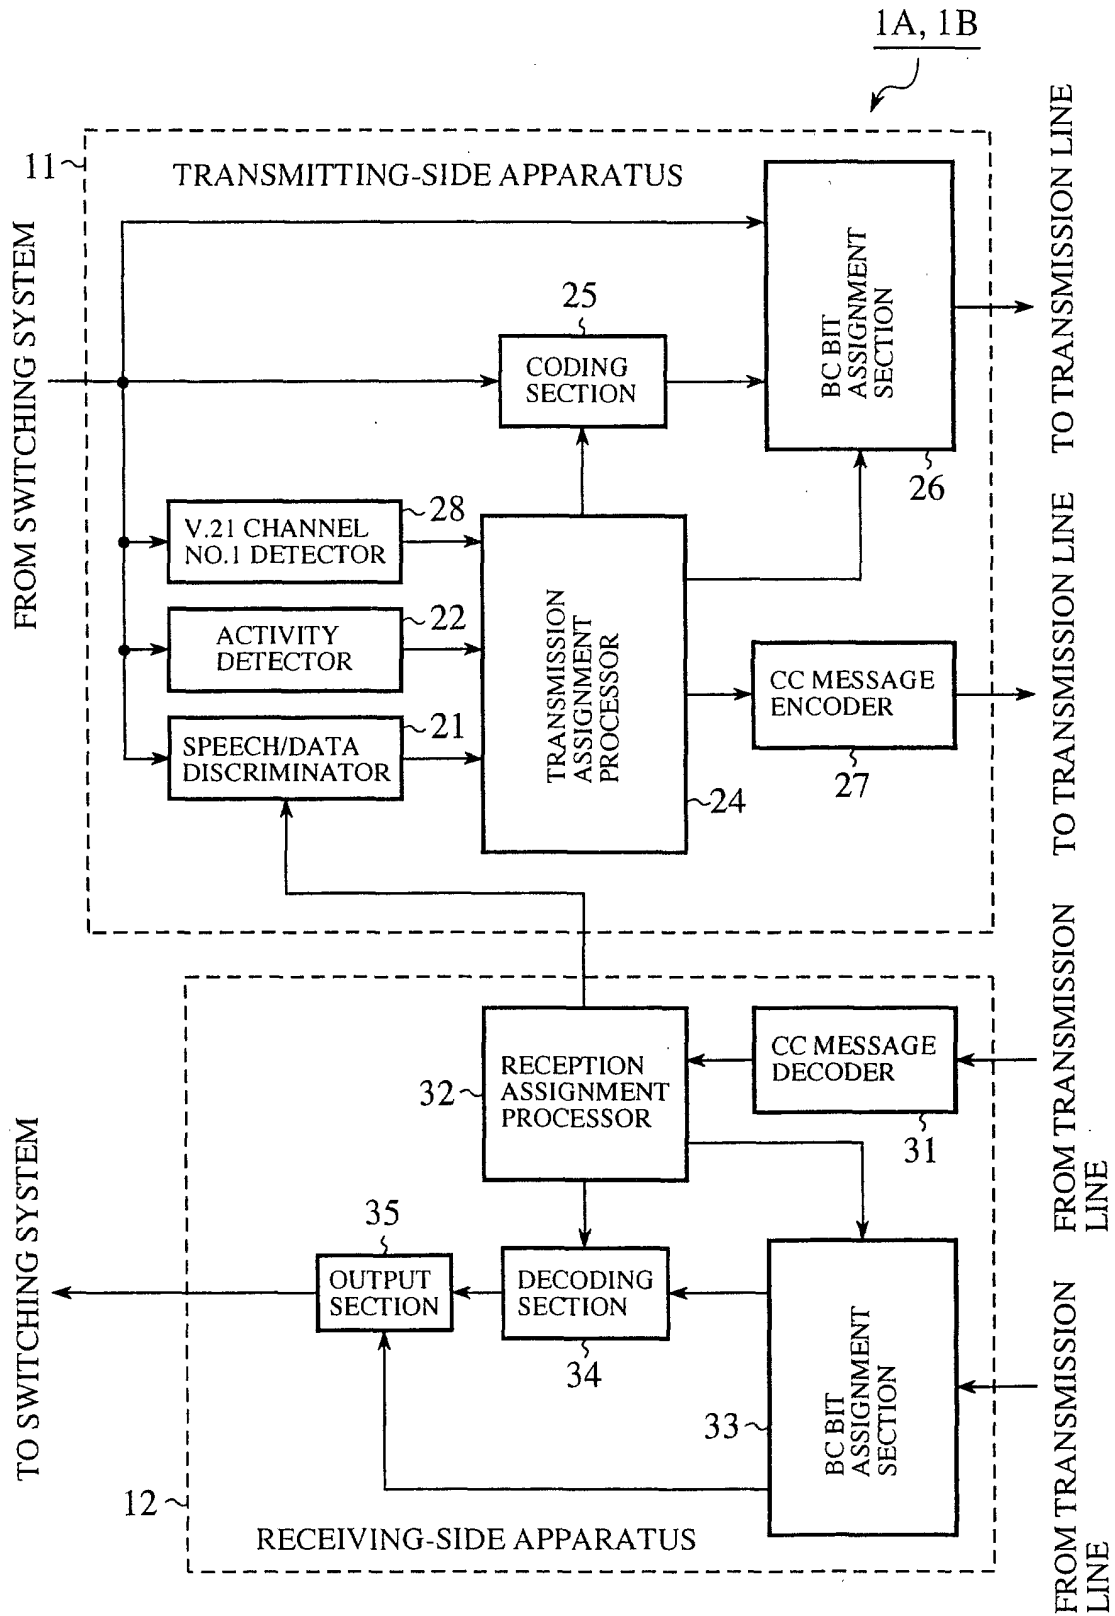 1A, 1B
11
TRANSMITTING-SIDE APPARATUS
FROM SWITCHING SYSTEM
25
CODING
SECTION
BC BIT
ASSIGNMENT
SECTION
26
TO TRANSMISSION LINE
V.21 CHANNEL
NO.1 DETECTOR
28
ACTIVITY
DETECTOR
22
SPEECH/DATA
DISCRIMINATOR
21
TRANSMISSION
ASSIGNMENT
PROCESSOR
24
CC MESSAGE
ENCODER
27
TO TRANSMISSION LINE
RECEPTION
ASSIGNMENT
PROCESSOR
32
CC MESSAGE
DECODER
31
FROM TRANSMISSION
LINE
TO SWITCHING SYSTEM
35
OUTPUT
SECTION
DECODING
SECTION
34
BC BIT
ASSIGNMENT
SECTION
33
FROM TRANSMISSION
LINE
12
RECEIVING-SIDE APPARATUS